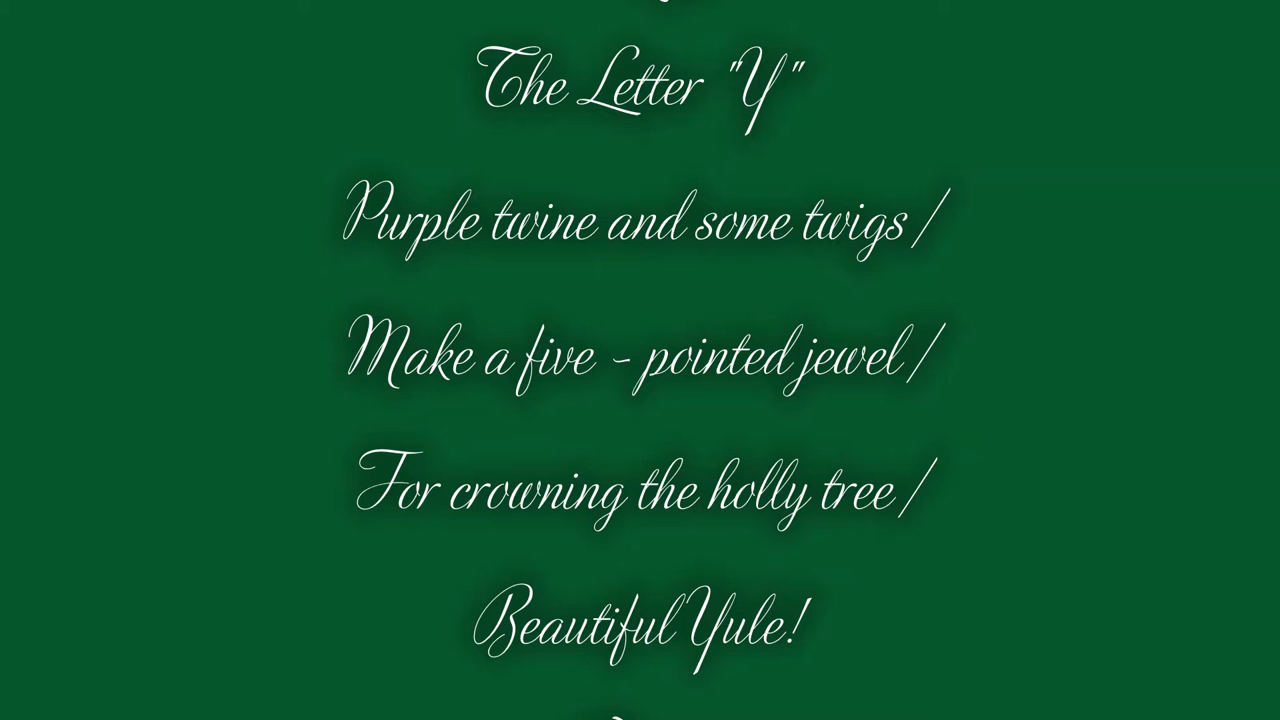 The Letter "Y"
Purple twine and some twigs /
Make a five - pointed jewel /
For crowning the holly tree /
Beautiful Yule!